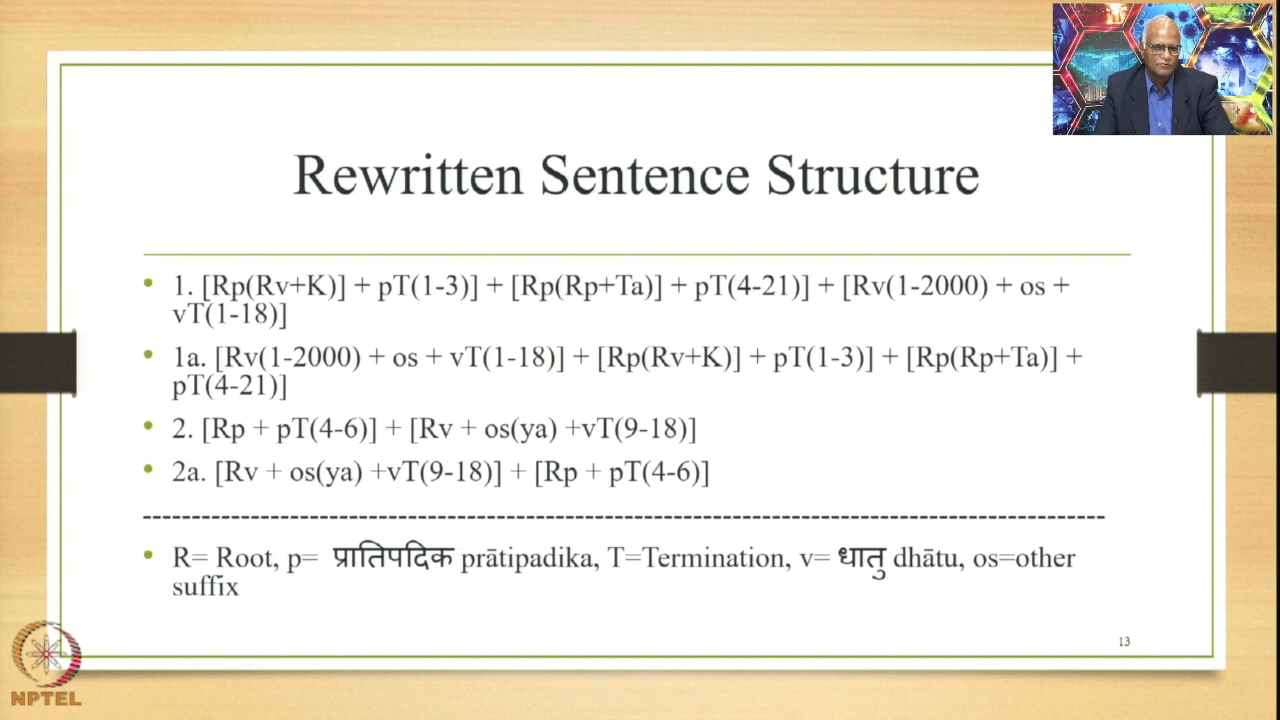 Rewritten Sentence Structure
• 1. [Rp(Rv+K)] + pT(1-3)] + [Rp(Rp+Ta)] + pT(4-21)] + [Rv(1-2000) + os +
vT(1-18)]
• 1a. [Rv(1-2000) + os + vT(1-18)] + [Rp(Rv+K)] + pT(1-3)] + [Rp(Rp+Ta)] +
pT(4-21)]
• 2. [Rp + pT(4-6)] + [Rv + os(ya) +vT(9-18)]
• 2a. [Rv + os(ya) +vT(9-18)] + [Rp + pT(4-6)]
----------------------------------------------------------------------------------------------------
• R= Root, p= प्रातिपदिक prātipadika, T=Termination, v= धातु dhātu, os=other
suffix
13
NPTEL